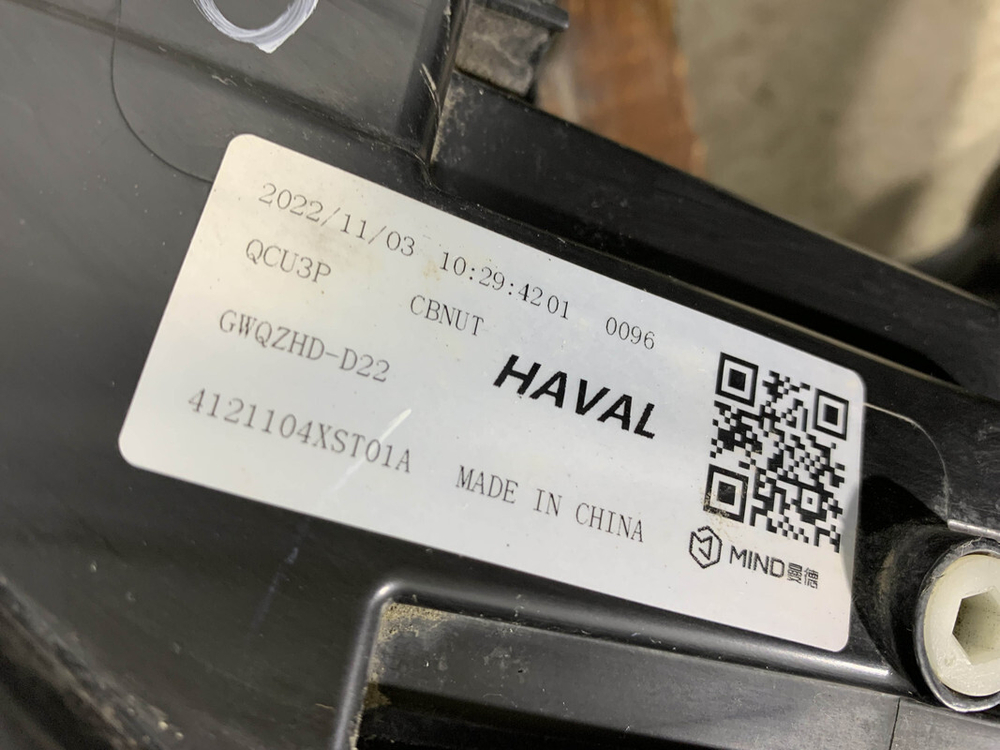 2022/11/03 10:29:4201 0096
QCU3P CBNUT
GWQZHD-D22
HAVAL
4121104XST01A
MADE IN CHINA
MIND曼德